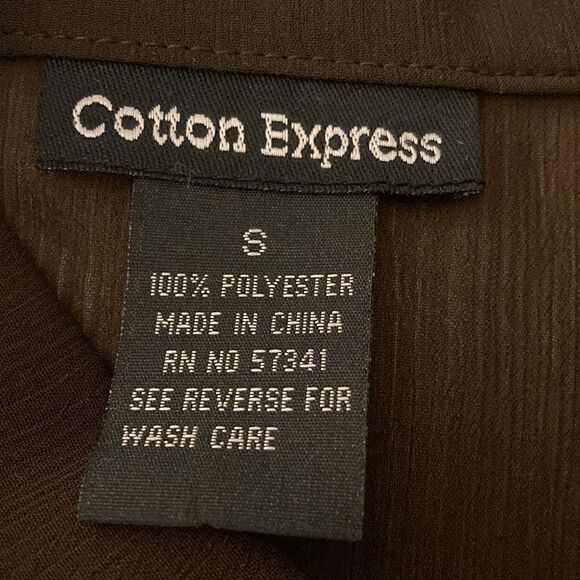 Cotton Express
S
100% POLYESTER
MADE IN CHINA
RN NO 57341
SEE REVERSE FOR
WASH CARE